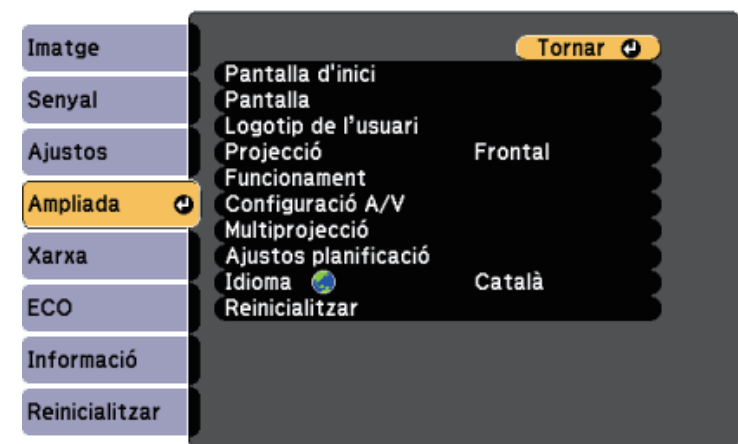 Imatge
Senyal
Ajustos
Ampliada
Xarxa
ECO
Informació
Reinicialitzar
Tornar
Pantalla d'inici
Pantalla
Logotip de l'usuari
Projecció Frontal
Funcionament
Configuració A/V
Multiprojecció
Ajustos planificació
Idioma Català
Reinicialitzar